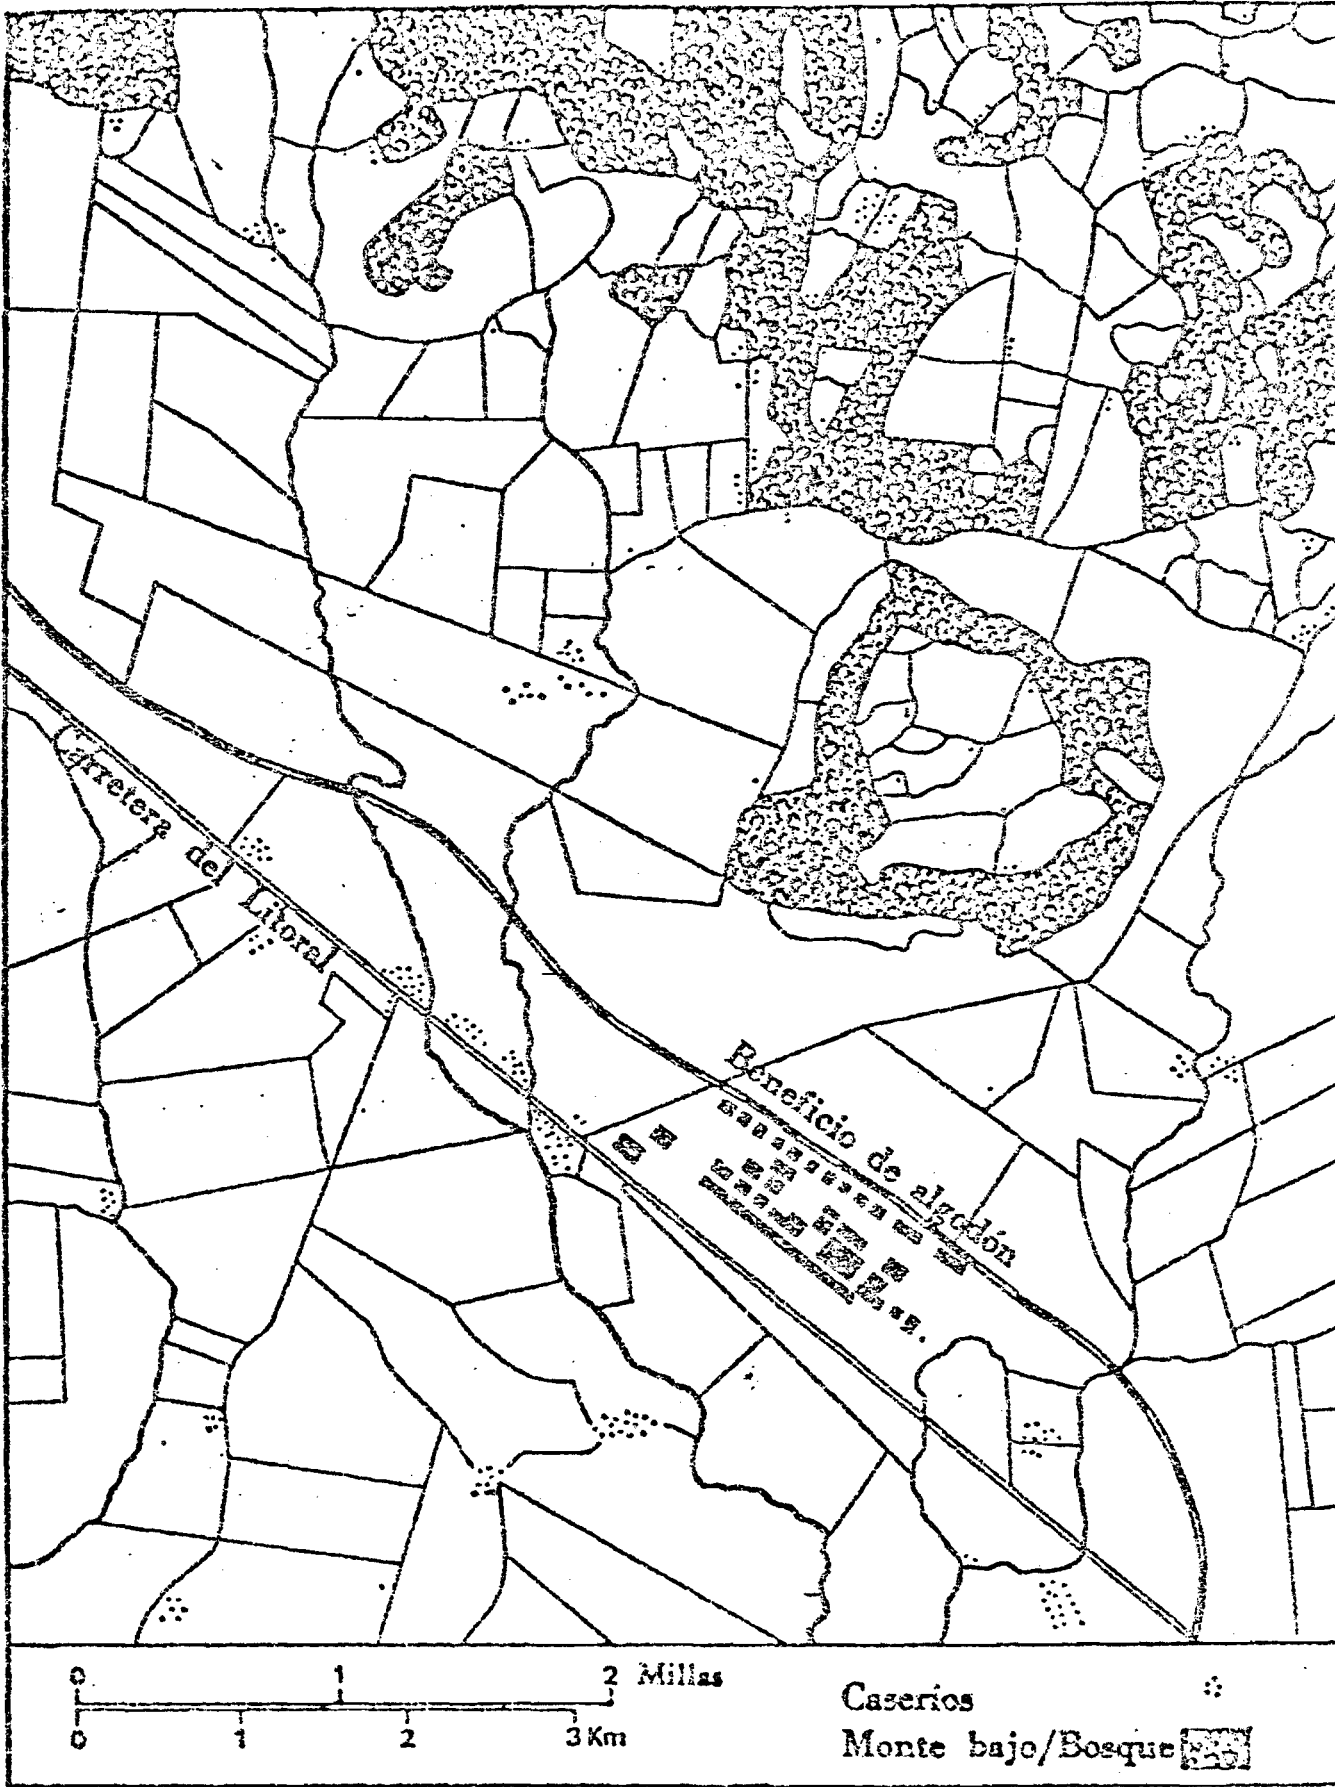 Carretera del Litoral
Beneficio de algodón
0 1 2 Millas
0 1 2 3 Km
Caseríos
Monte bajo/Bosque